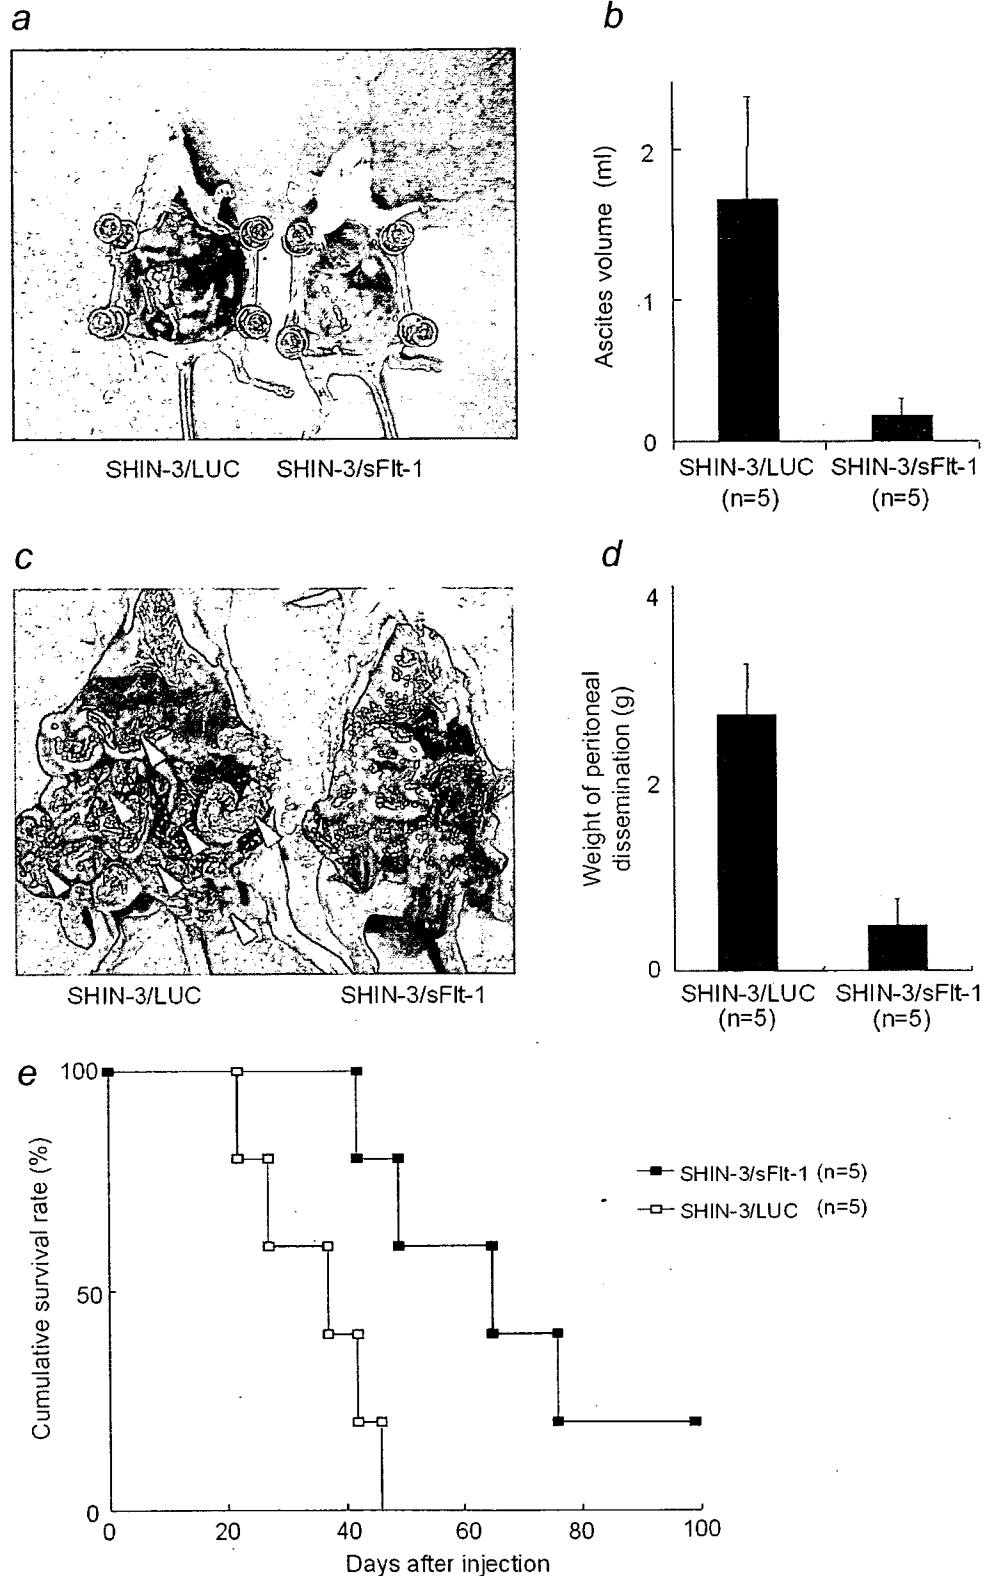 a
SHIN-3/LUC SHIN-3/sFlt-1
b
Ascites volume (ml)
2
1
0
SHIN-3/LUC SHIN-3/sFlt-1
(n=5) (n=5)
c
SHIN-3/LUC SHIN-3/sFlt-1
d
Weight of peritoneal
dissemination (g)
4
2
0
SHIN-3/LUC SHIN-3/sFlt-1
(n=5) (n=5)
e
Cumulative survival rate (%)
100
50
0
0 20 40 60 80 100
Days after injection
SHIN-3/sFlt-1 (n=5)
SHIN-3/LUC (n=5)